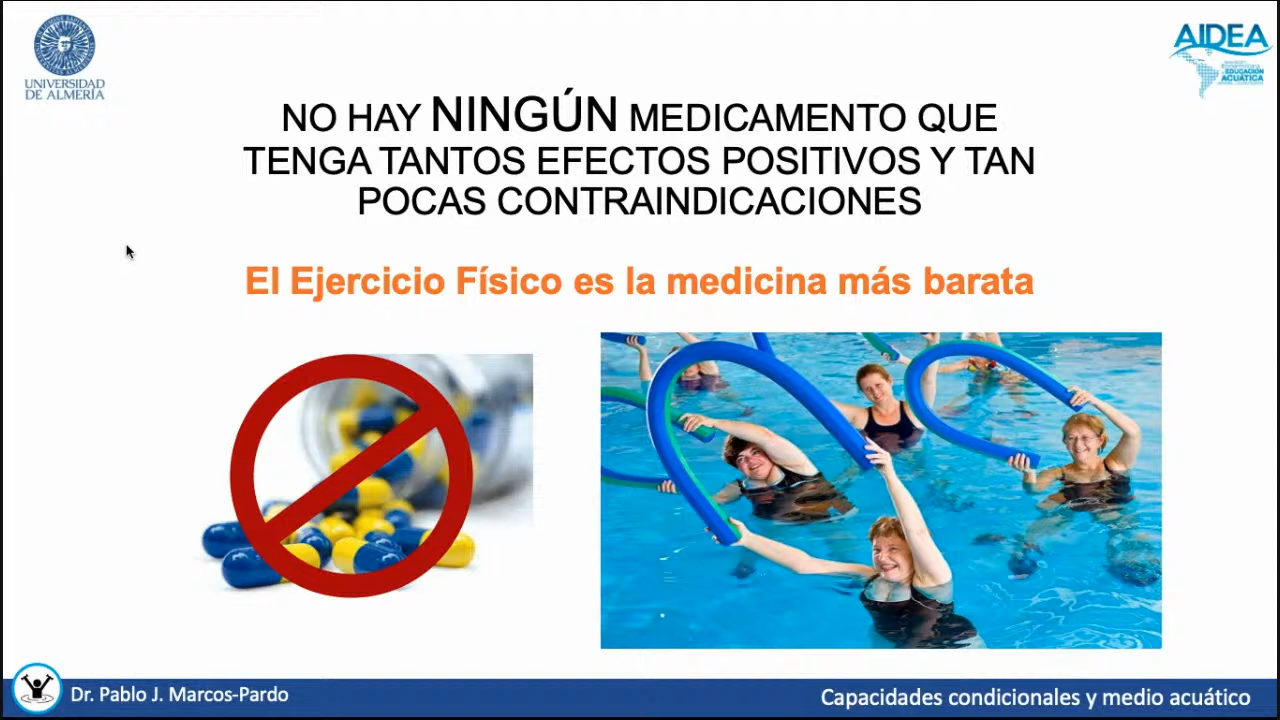 UNIVERSIDAD
DE ALMERÍA
AIDEA
EDUCACIÓN
ACUÁTICA
NO HAY NINGÚN MEDICAMENTO QUE
TENGA TANTOS EFECTOS POSITIVOS Y TAN
POCAS CONTRAINDICACIONES
El Ejercicio Físico es la medicina más barata
Dr. Pablo J. Marcos-Pardo
Capacidades condicionales y medio acuático